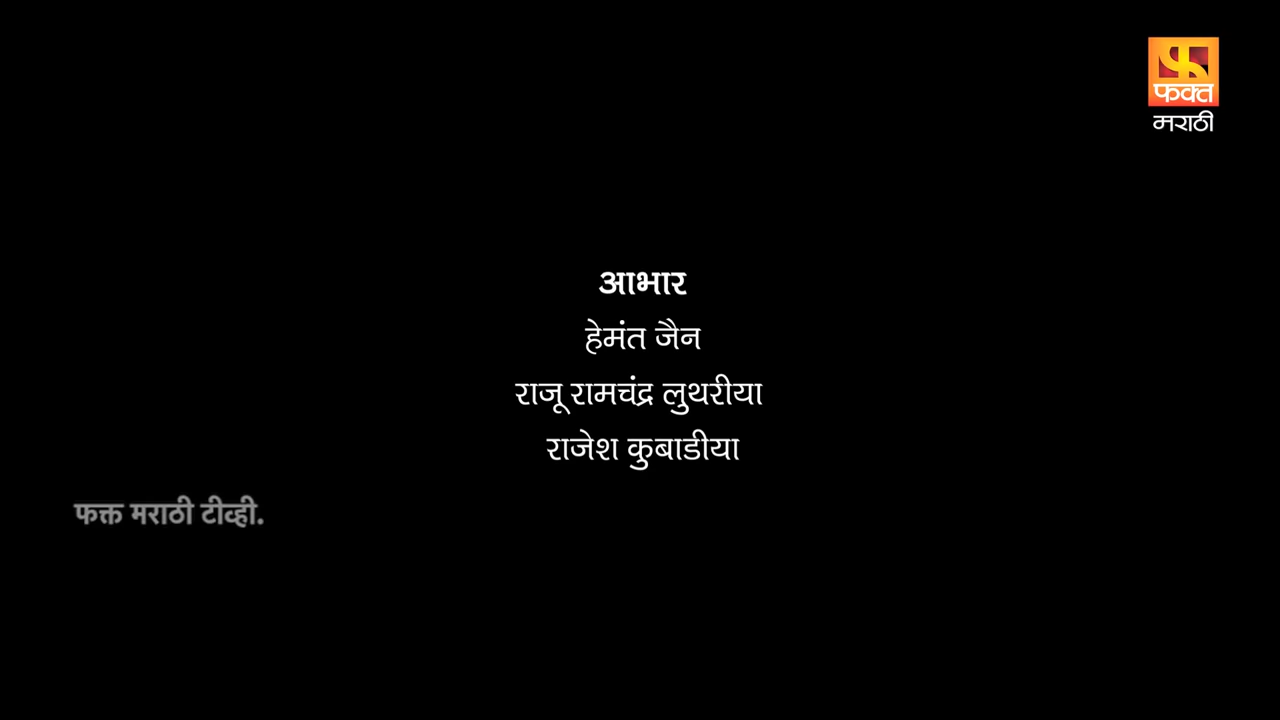 फक्त
मराठी
आभार
हेमंत जैन
राजू रामचंद्र लुथरीया
राजेश कुबाडीया
फक्त मराठी टीव्ही.